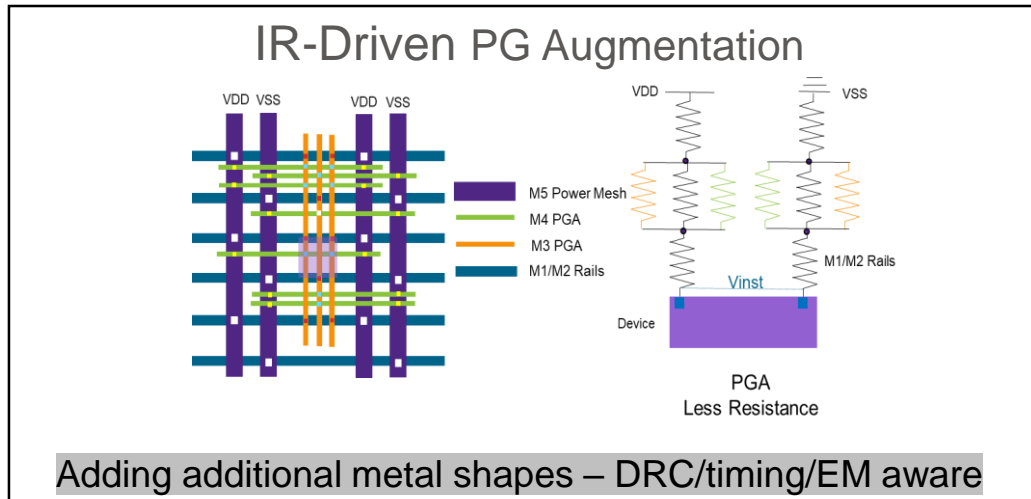 IR-Driven PG Augmentation
VDD VSS VDD VSS
M5 Power Mesh
M4 PGA
M3 PGA
M1/M2 Rails
VDD
VSS
M1/M2 Rails
Vinst
Device
PGA
Less Resistance
Adding additional metal shapes – DRC/timing/EM aware